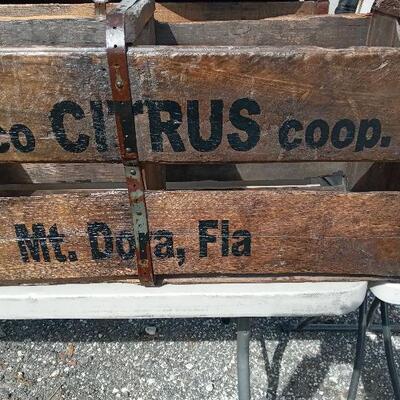 co CITRUS coop.
Mt. Dora, Fla